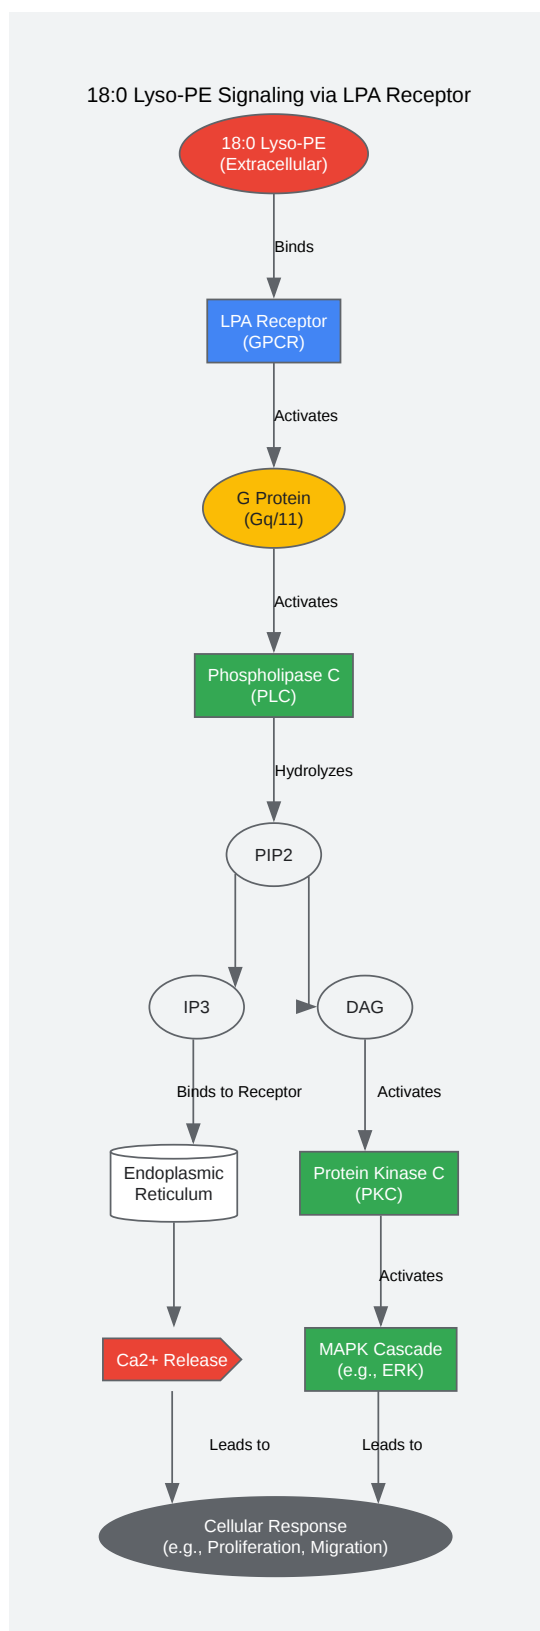 18:0 Lyso-PE Signaling via LPA Receptor
18:0 Lyso-PE
(Extracellular)
Binds
LPA Receptor
(GPCR)
Activates
G Protein
(Gq/11)
Activates
Phospholipase C
(PLC)
Hydrolyzes
PIP2
IP3
DAG
Binds to Receptor
Activates
Endoplasmic
Reticulum
Protein Kinase C
(PKC)
Activates
Ca2+ Release
MAPK Cascade
(e.g., ERK)
Leads to
Leads to
Cellular Response
(e.g., Proliferation, Migration)